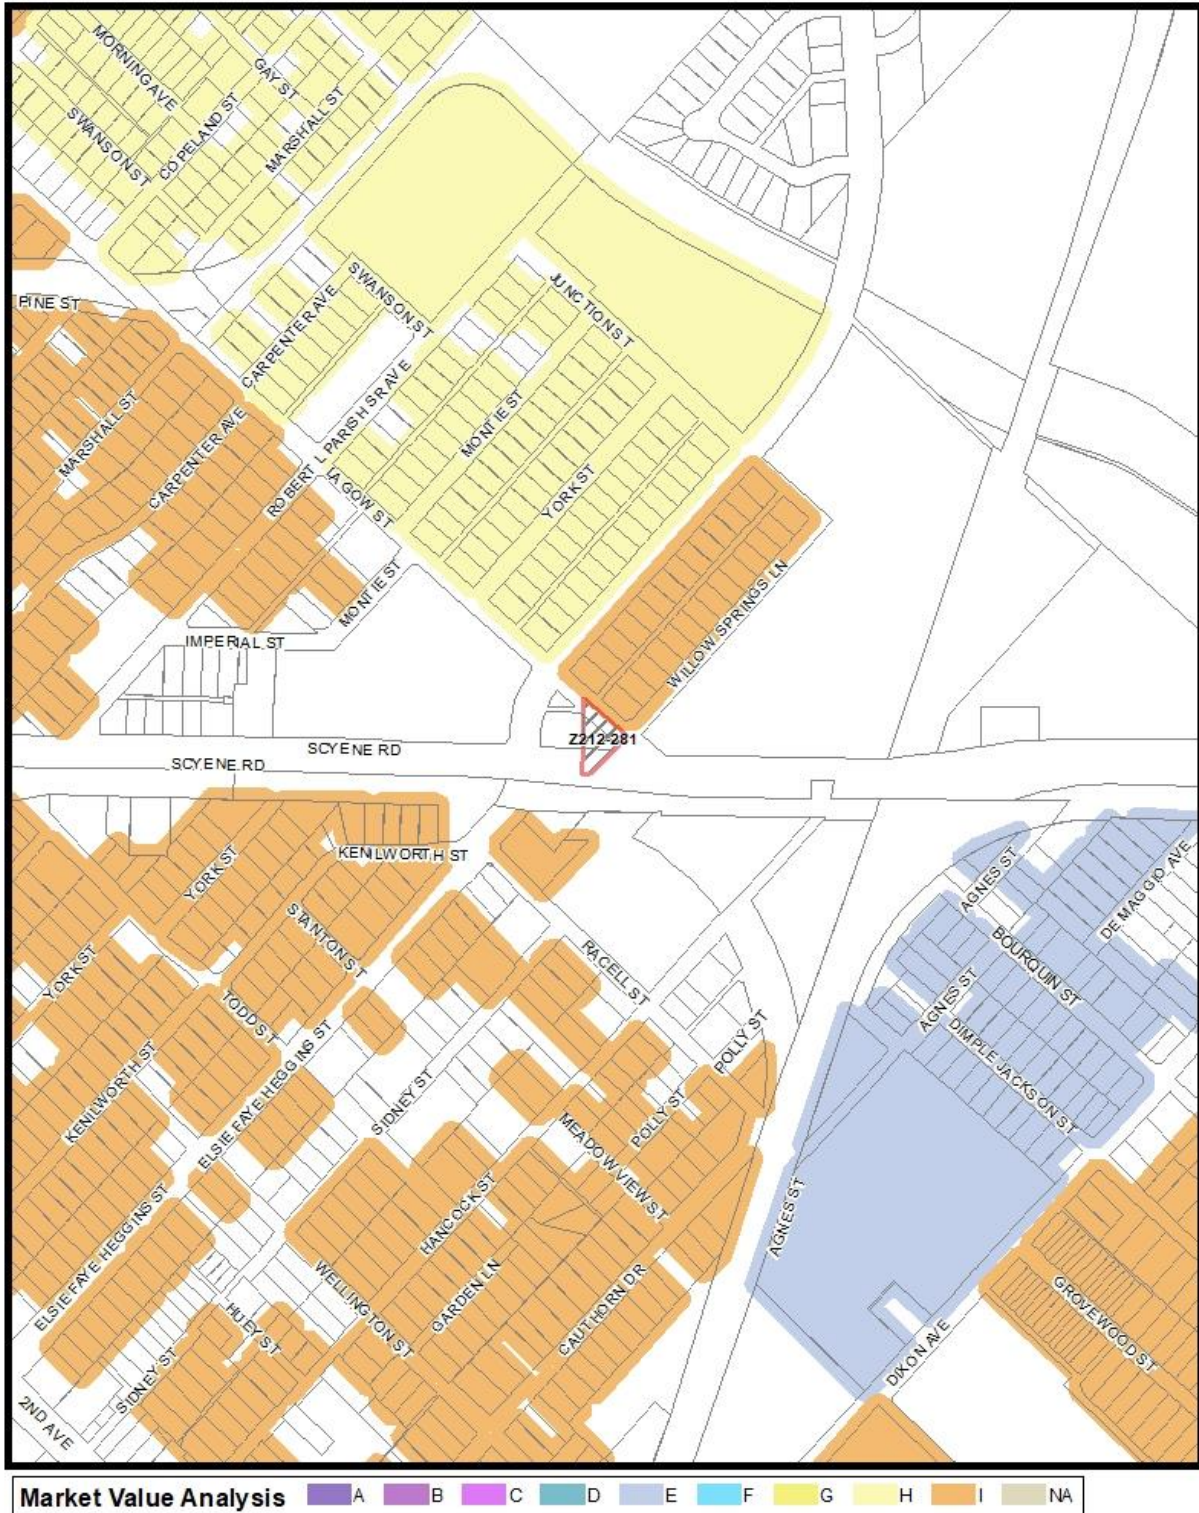 MORNING AVE
GAY ST
SWANSON ST
COPELAND ST
MARSHALL ST
PINE ST
CARPENTER AVE
SWANSON ST
JUNCTION ST
MARSHALL ST
CARPENTER AVE
ROBERT L PARISH SR AVE
MONTIE ST
YORK ST
LAGOW ST
MONTIE ST
WILLOW SPRINGS LN
IMPERIAL ST
Z212-281
SCYENE RD
SCYENE RD
YORK ST
KENILWORTH ST
STANTON ST
AGNES ST
DE MAGGIO AVE
BOURQUIN ST
YORK ST
TODD ST
RACELL ST
AGNES ST
DIMPLE JACKSON ST
KENILWORTH ST
ELSIE FAYE HEGGINS ST
SIDNEY ST
POLLY ST
POLLY ST
MEADOW VIEW ST
ELSIE FAYE HEGGINS ST
HANCOCK ST
AGNES ST
WELLINGTON ST
GARDEN LN
CAUTHORN DR
HUEY ST
SIDNEY ST
2ND AVE
DIXON AVE
GROVEWOOD ST
Market Value Analysis A B C D E F G H I NA